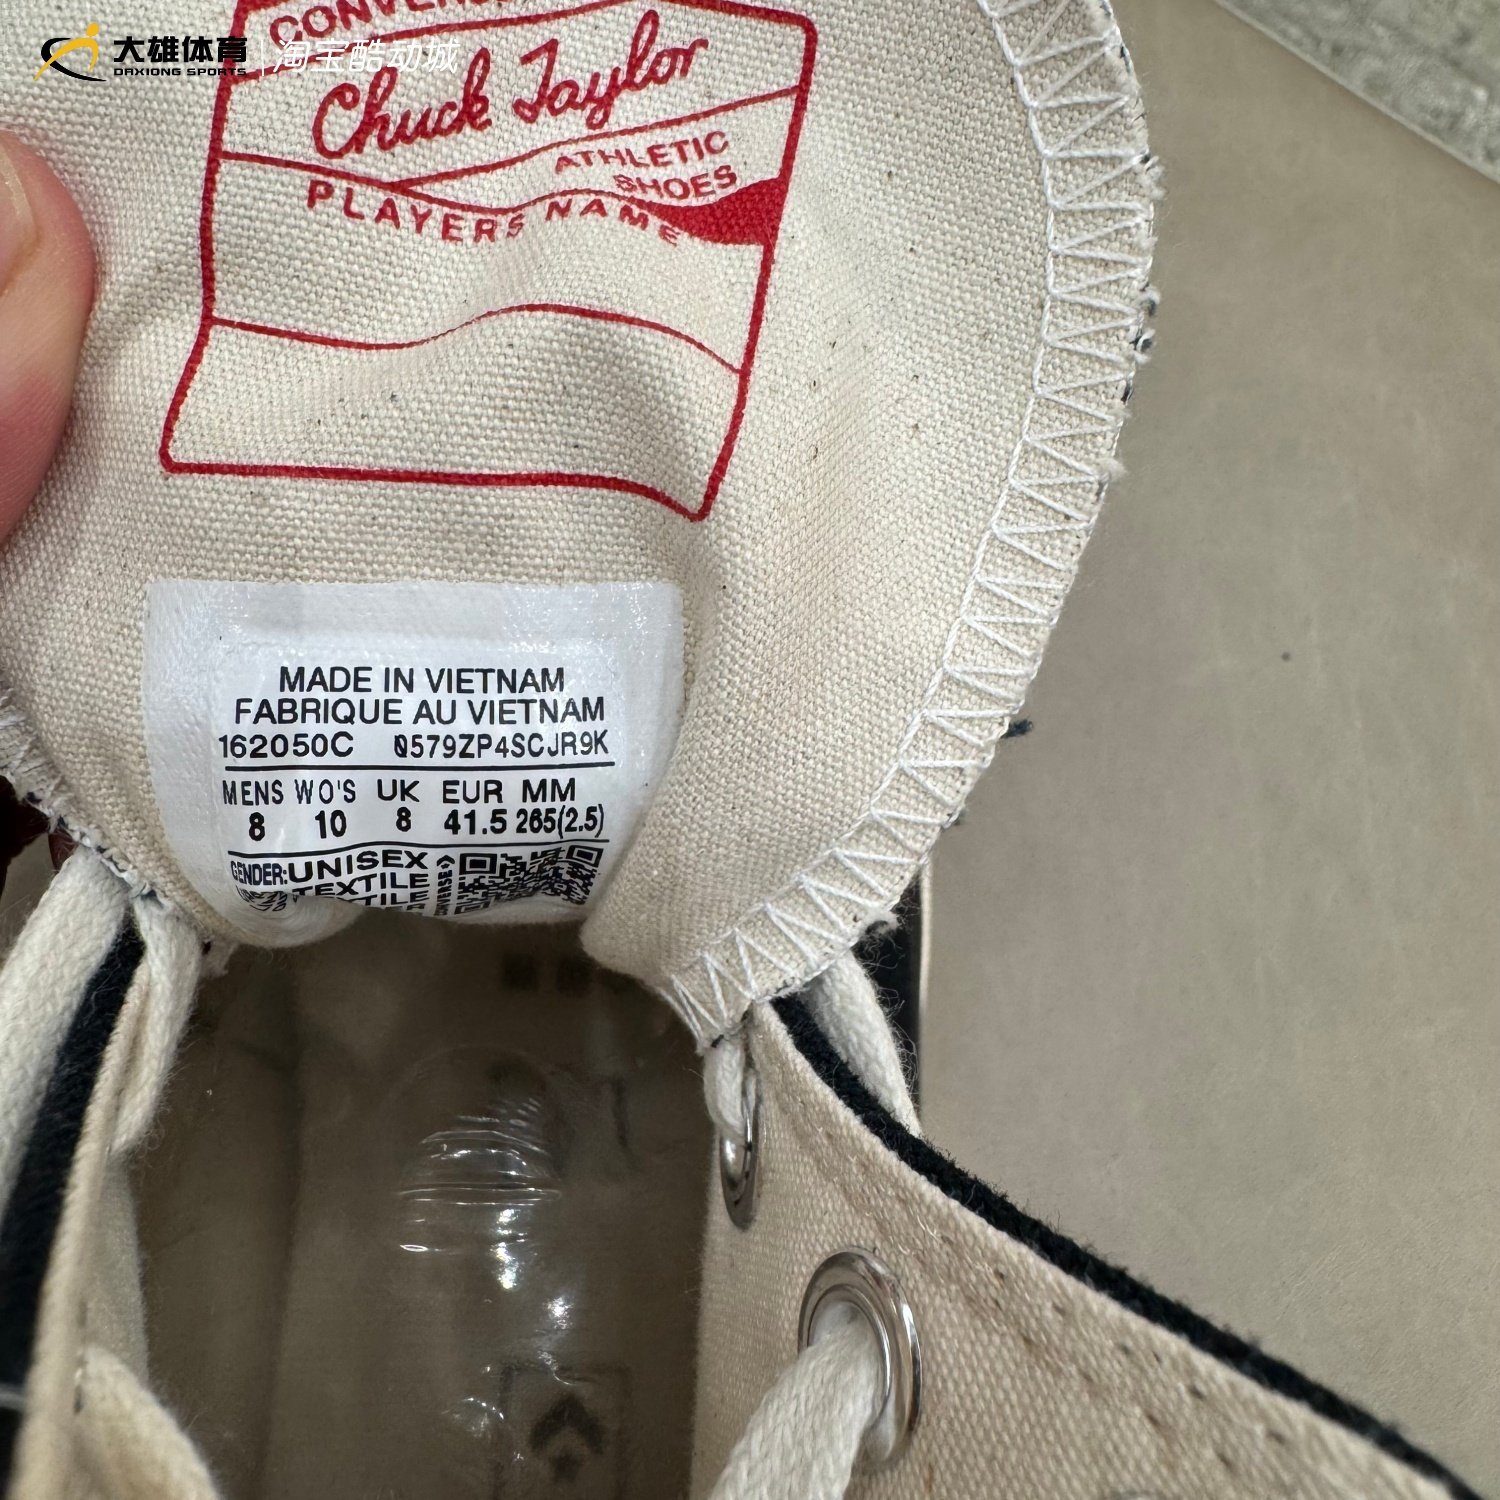 大雄体育 | 淘宝酷动城
DAXIONG SPORTS
Chuck Taylor
ATHLETIC
SHOES
PLAYERS NAME
MADE IN VIETNAM
FABRIQUE AU VIETNAM
162050C 0579ZP4SCJR9K
MENS WO'S UK EUR MM
8 10 8 41.5 265(2.5)
GENDER:UNISEX
TEXTILE
CONVERSE